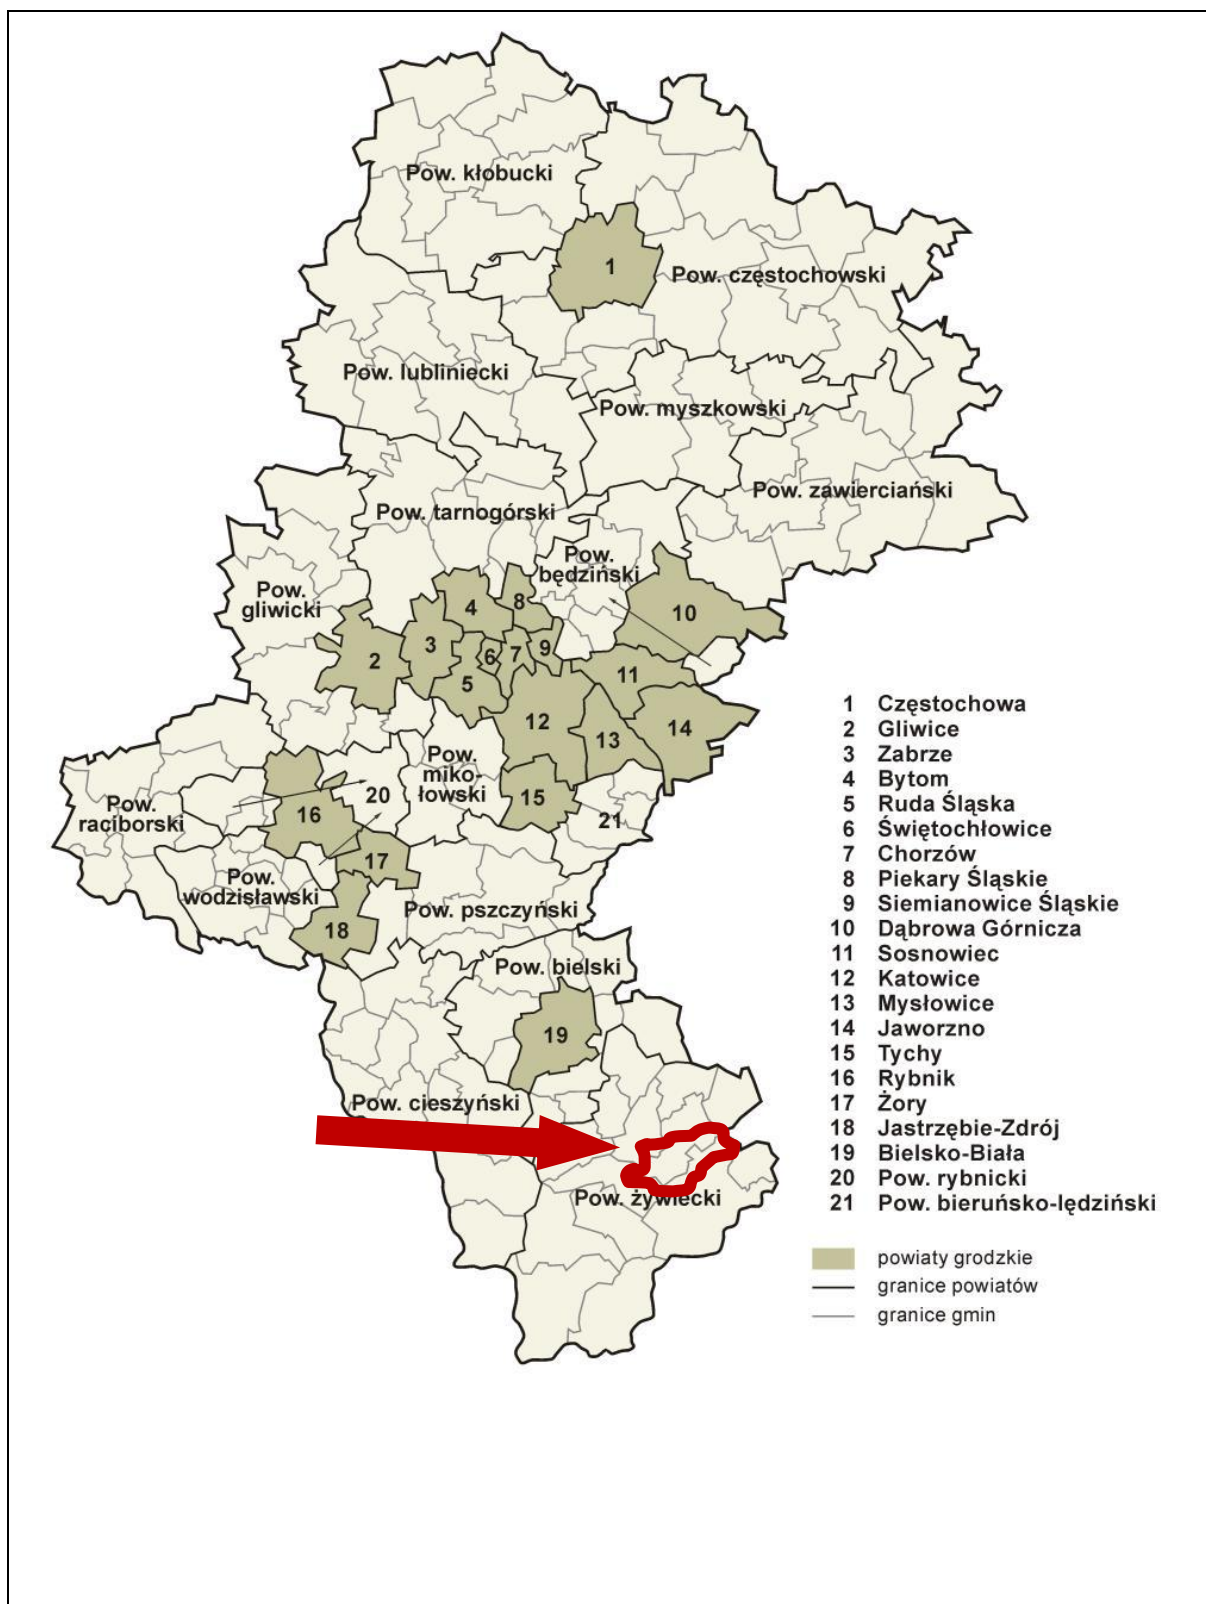 Pow. kłobucki
1
Pow. częstochowski
Pow. lubliniecki
Pow. myszkowski
Pow. zawierciański
Pow. tarnogórski
Pow.
będziński
Pow.
gliwicki
8
4
10
3
9
6
7
2
11
5
12
14
13
Pow.
miko-
łowski
20
15
Pow.
raciborski
16
21
17
Pow.
wodzisławski
Pow. pszczyński
18
Pow. bielski
19
Pow. cieszyński
Pow. żywiecki
1 Częstochowa
2 Gliwice
3 Zabrze
4 Bytom
5 Ruda Śląska
6 Świętochłowice
7 Chorzów
8 Piekary Śląskie
9 Siemianowice Śląskie
10 Dąbrowa Górnicza
11 Sosnowiec
12 Katowice
13 Mysłowice
14 Jaworzno
15 Tychy
16 Rybnik
17 Żory
18 Jastrzębie-Zdrój
19 Bielsko-Biała
20 Pow. rybnicki
21 Pow. bieruńsko-lędziński
powiaty grodzkie
granice powiatów
granice gmin